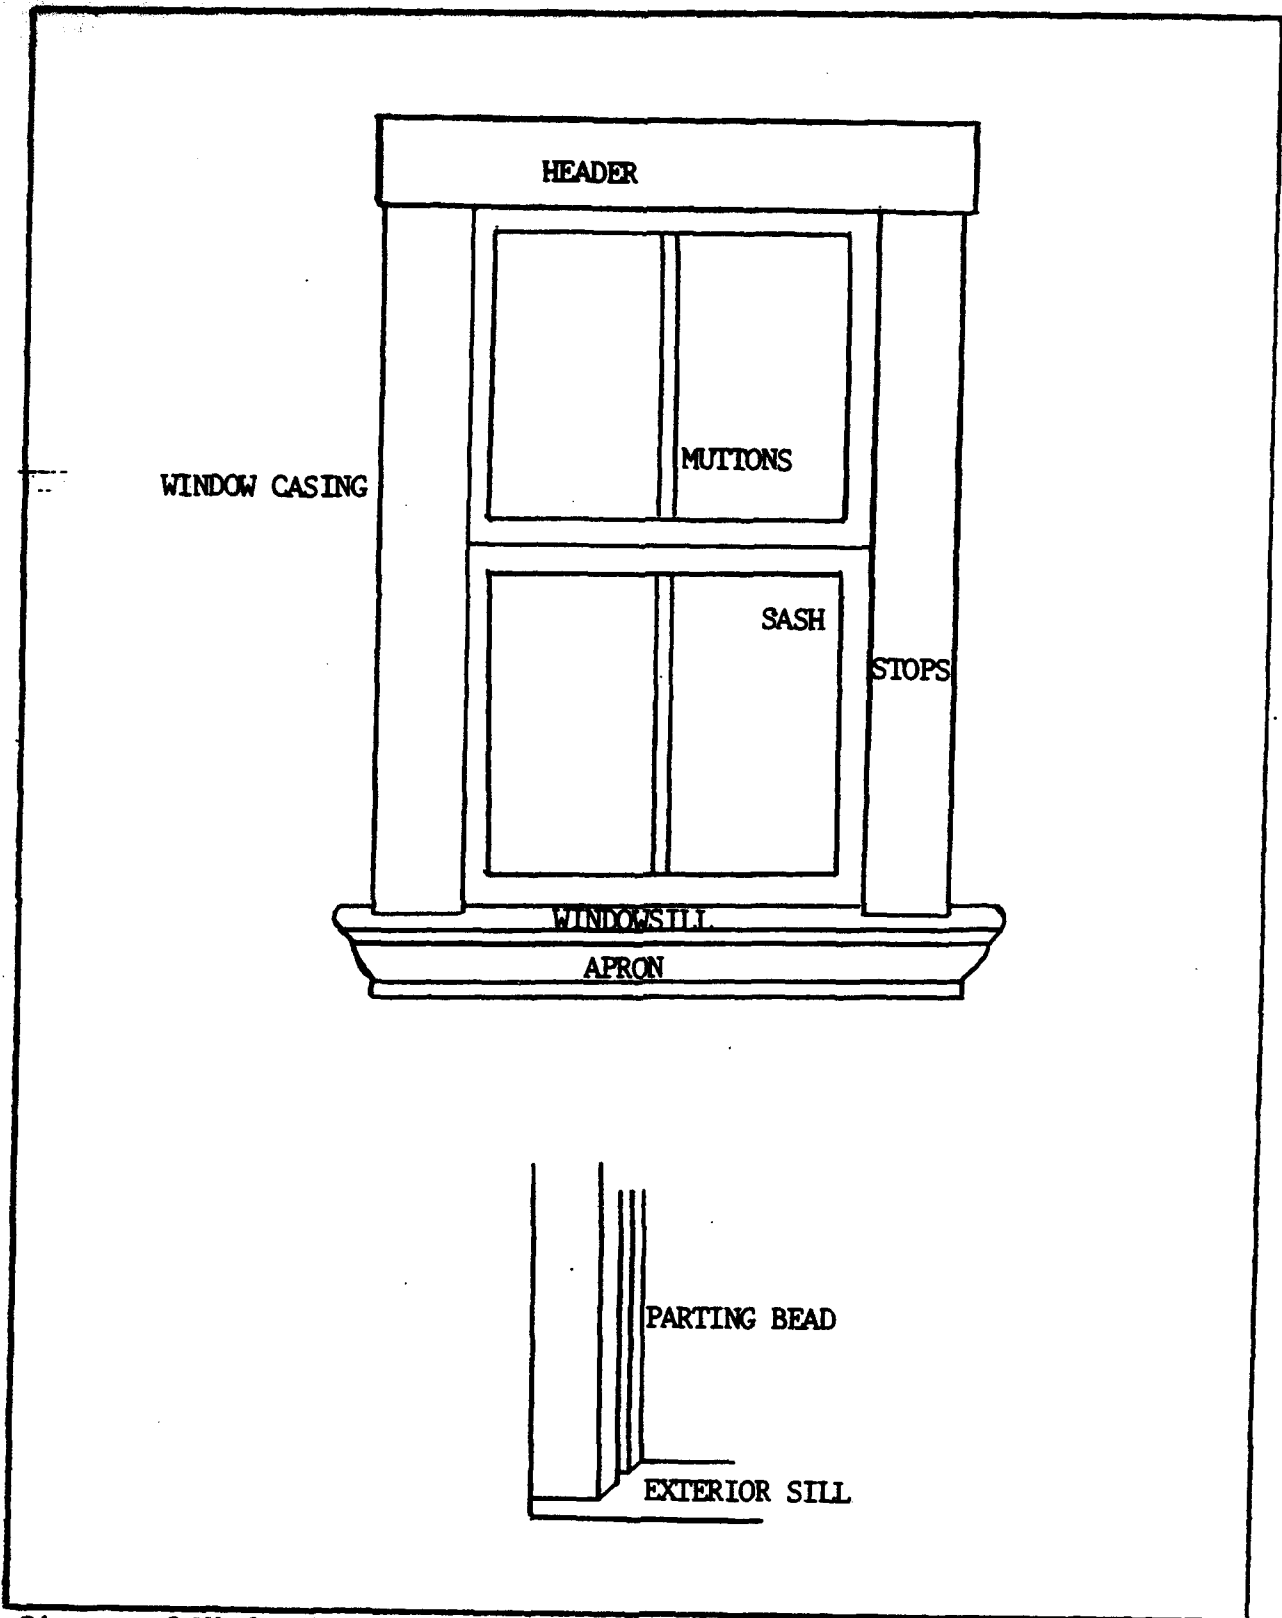 HEADER
MUTTONS
WINDOW CASING
SASH
STOPS
WINDOWSILL
APRON
PARTING BEAD
EXTERIOR SILL